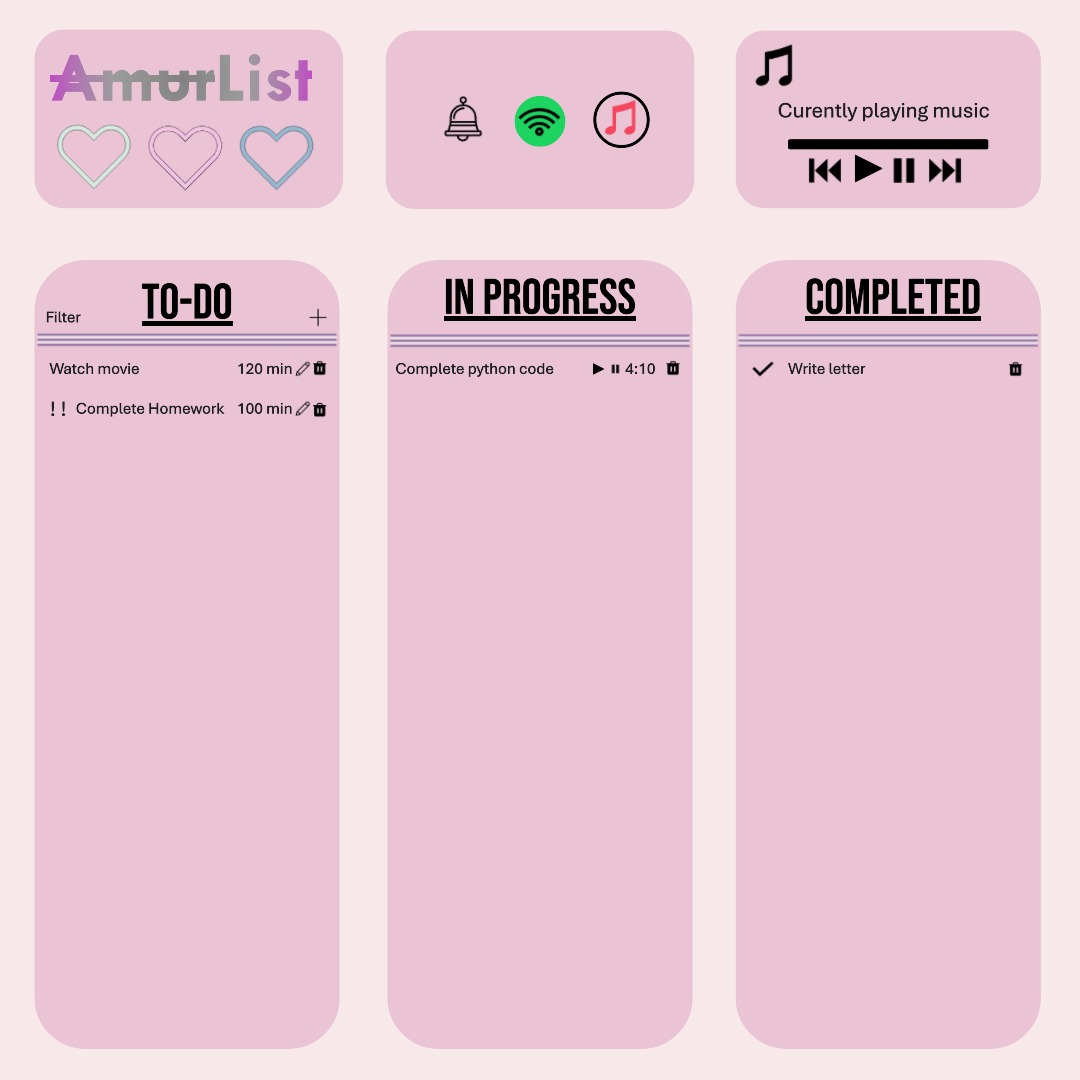 AmurList
Curently playing music
TO-DO
Filter
Watch movie 120 min
!! Complete Homework 100 min
IN PROGRESS
Complete python code 4:10
COMPLETED
Write letter